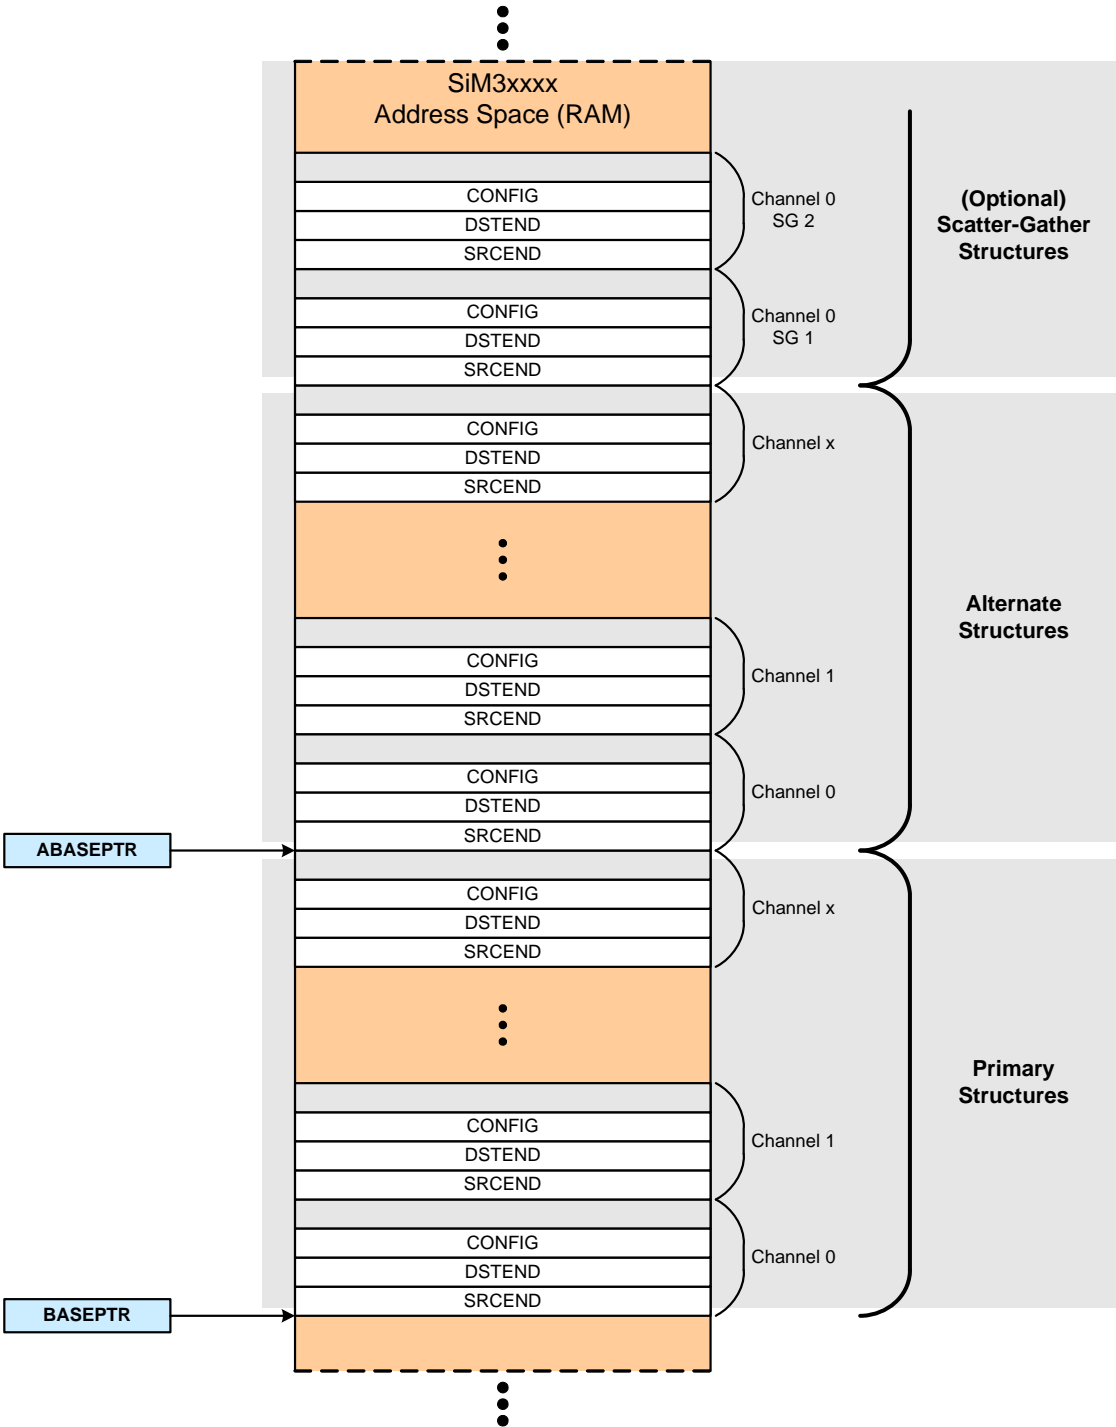 SiM3xxxx
Address Space (RAM)
CONFIG
DSTEND
SRCEND
Channel 0
SG 2
(Optional)
Scatter-Gather
Structures
CONFIG
DSTEND
SRCEND
Channel 0
SG 1
CONFIG
DSTEND
SRCEND
Channel x
Alternate
Structures
CONFIG
DSTEND
SRCEND
Channel 1
CONFIG
DSTEND
SRCEND
Channel 0
ABASEPTR
CONFIG
DSTEND
SRCEND
Channel x
Primary
Structures
CONFIG
DSTEND
SRCEND
Channel 1
CONFIG
DSTEND
SRCEND
Channel 0
BASEPTR